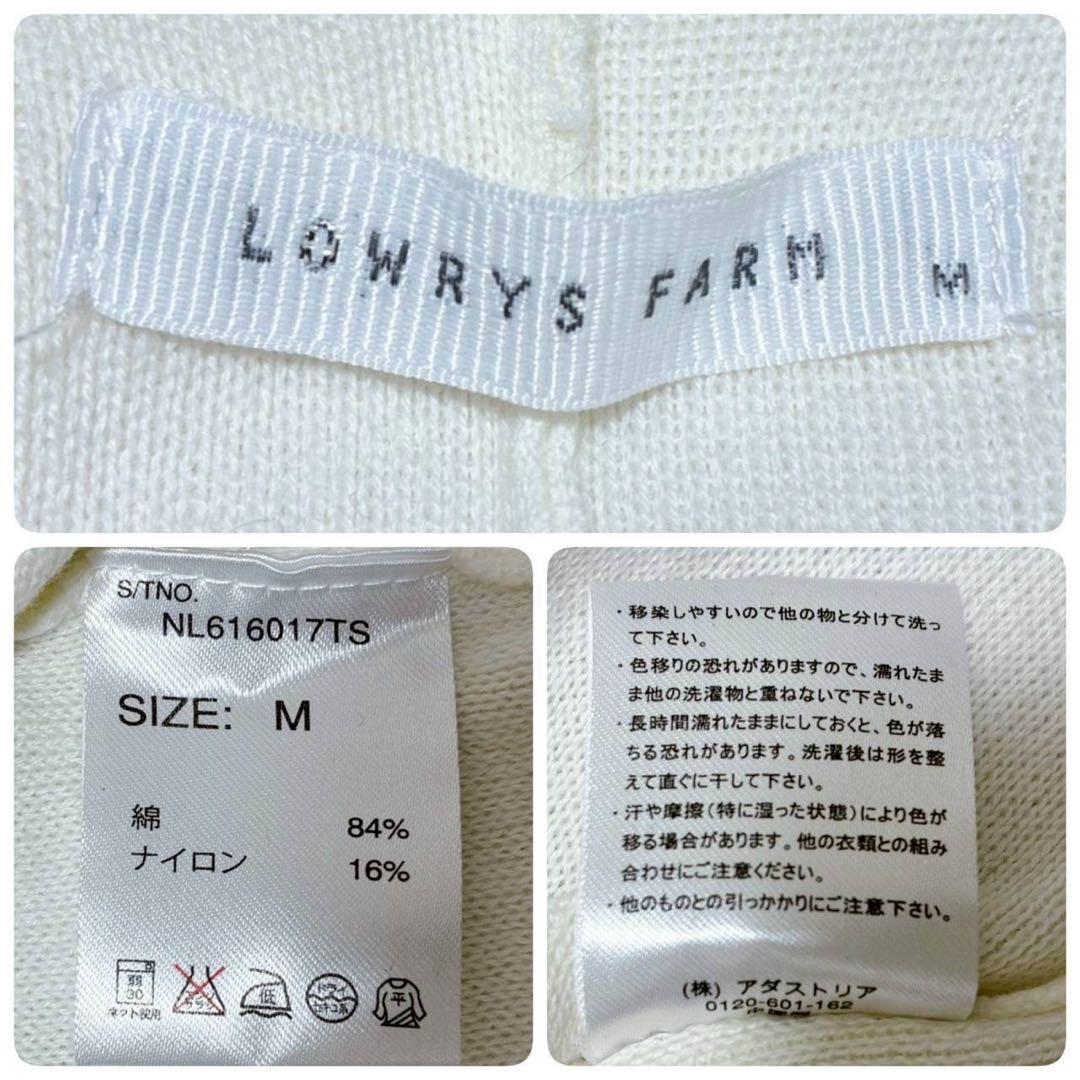 LOWRYS FARM M
S/TNO.
NL616017TS
SIZE: M
綿 84%
ナイロン 16%
弱
30
ネット使用
低
ドライ
平
・移染しやすいので他の物と分けて洗っ
て下さい。
・色移りの恐れがありますので、濡れたま
ま他の洗濯物と重ねないで下さい。
・長時間濡れたままにしておくと、色が落
ちる恐れがあります。洗濯後は形を整
えて直ぐに干して下さい。
・汗や摩擦(特に湿った状態)により色が
移る場合があります。他の衣類との組み
合わせにご注意ください。
・他のものとの引っかかりにご注意下さい。
(株) アダストリア
0120-601-162